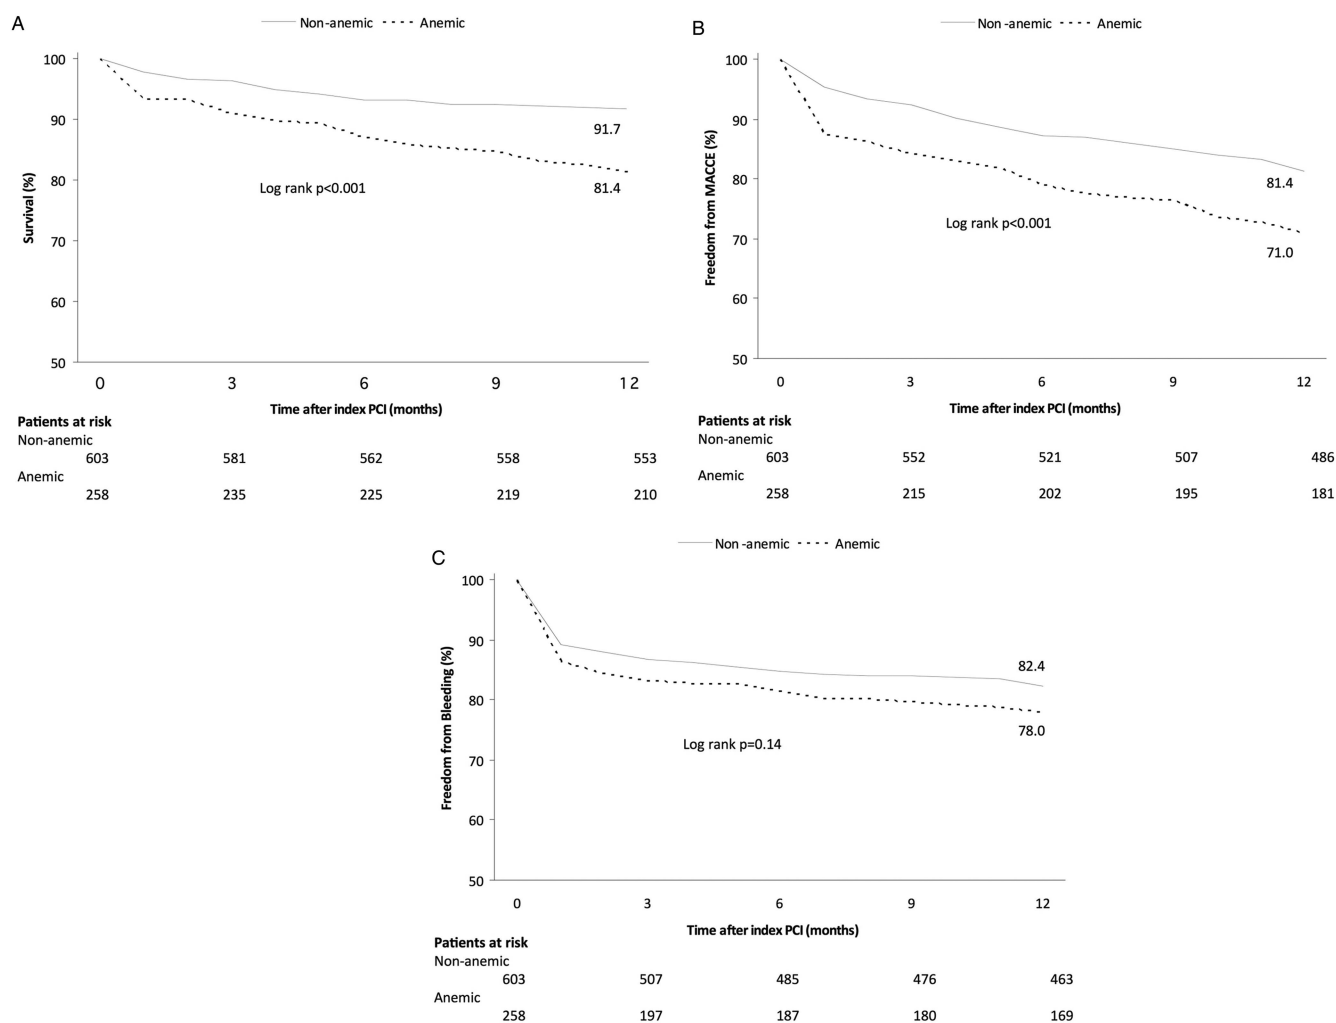 A
Non -anemic Anemic
100
90
80
70
60
50
Survival (%)
91.7
81.4
Log rank p<0.001
0 3 6 9 12
Time after index PCI (months)
Patients at risk
Non-anemic
603 581 562 558 553
Anemic
258 235 225 219 210
B
Non -anemic Anemic
100
90
80
70
60
50
Freedom from MACCE (%)
81.4
71.0
Log rank p<0.001
0 3 6 9 12
Time after index PCI (months)
Patients at risk
Non-anemic
603 552 521 507 486
Anemic
258 215 202 195 181
C
Non -anemic Anemic
100
90
80
70
60
50
Freedom from Bleeding (%)
82.4
78.0
Log rank p=0.14
0 3 6 9 12
Time after index PCI (months)
Patients at risk
Non-anemic
603 507 485 476 463
Anemic
258 197 187 180 169